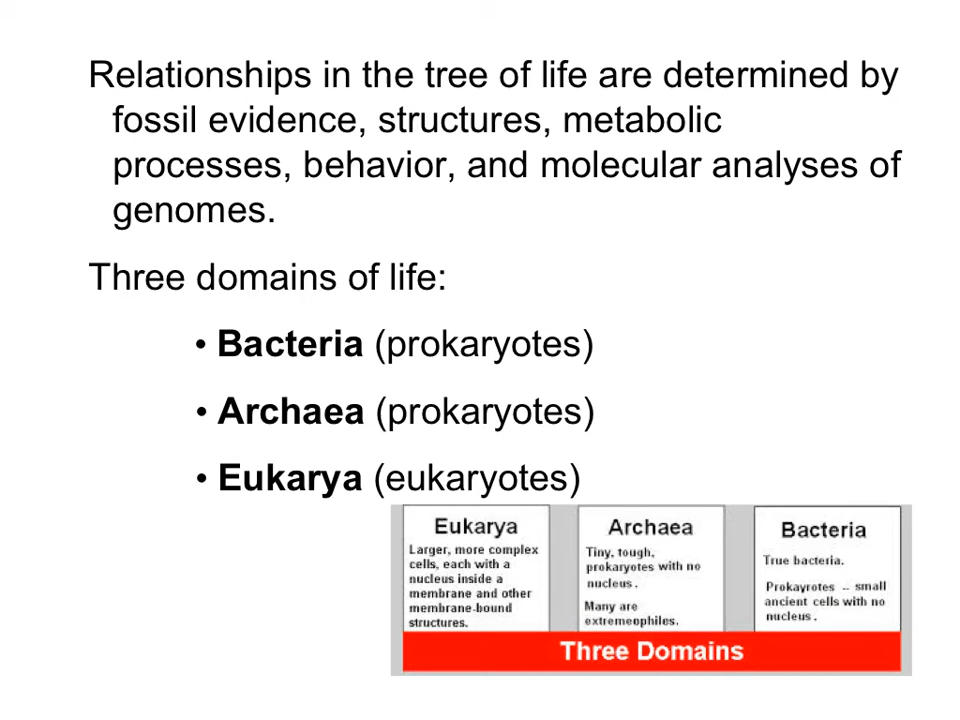 Relationships in the tree of life are determined by
fossil evidence, structures, metabolic
processes, behavior, and molecular analyses of
genomes.
Three domains of life:
• Bacteria (prokaryotes)
• Archaea (prokaryotes)
• Eukarya (eukaryotes)
Eukarya
Larger, more complex
cells, each with a
nucleus inside a
membrane and other
membrane-bound
structures.
Archaea
Tiny, tough,
prokaryotes with no
nucleus.
Many are
extremeophiles.
Bacteria
True bacteria.
Prokayrotes -- small
ancient cells with no
nucleus.
Three Domains